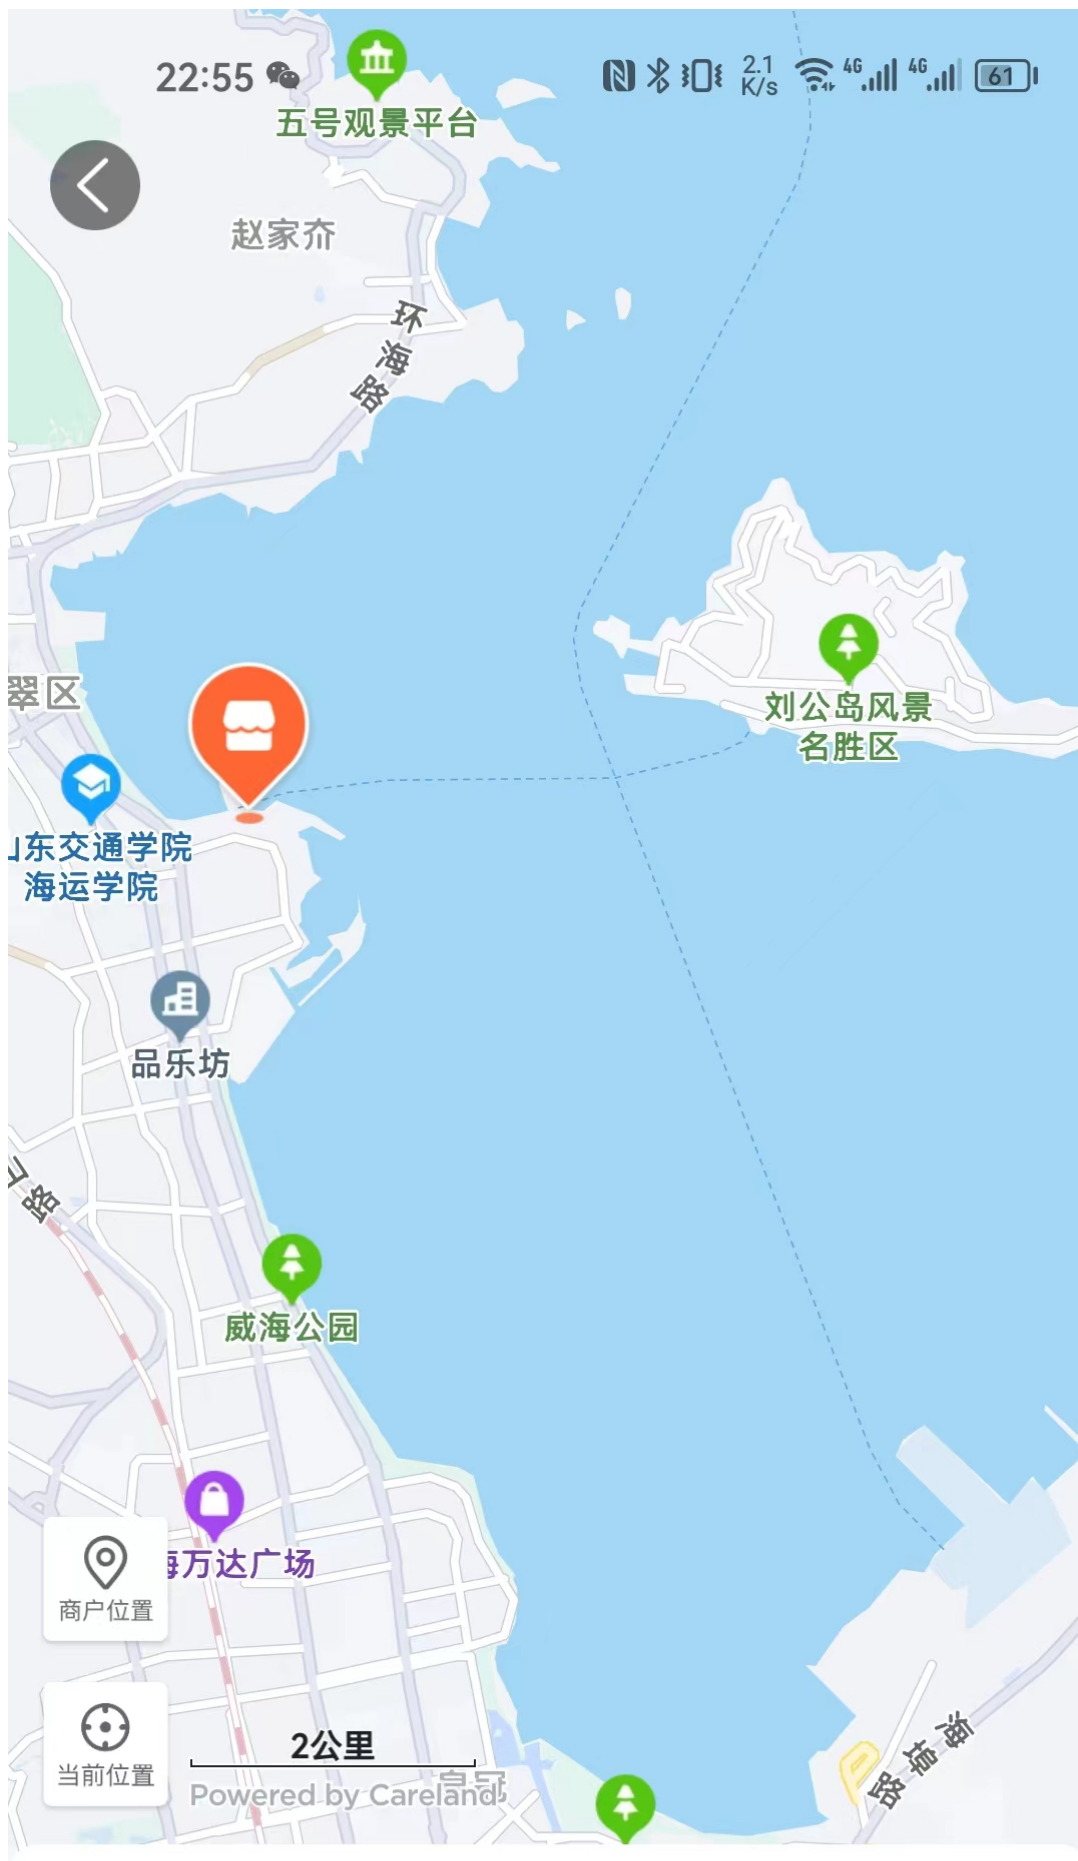 22:55
2.1
K/s
4G
4G
61
五号观景平台
赵家夼
环海路
刘公岛风景
名胜区
翠区
山东交通学院
海运学院
品乐坊
路
威海公园
海万达广场
商户位置
当前位置
2公里
Powered by Careland
海埠路